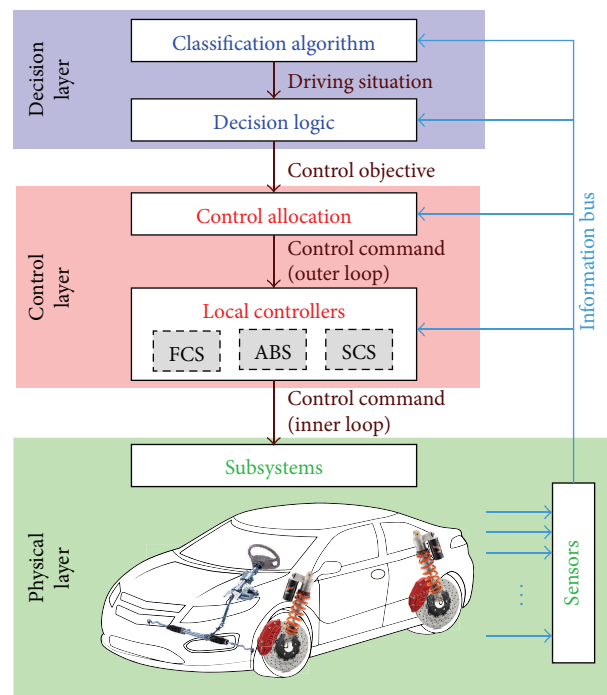 Decision
layer
Classification algorithm
Driving situation
Decision logic
Control objective
Control
layer
Control allocation
Control command
(outer loop)
Local controllers
FCS
ABS
SCS
Control command
(inner loop)
Information bus
Physical
layer
Subsystems
Sensors